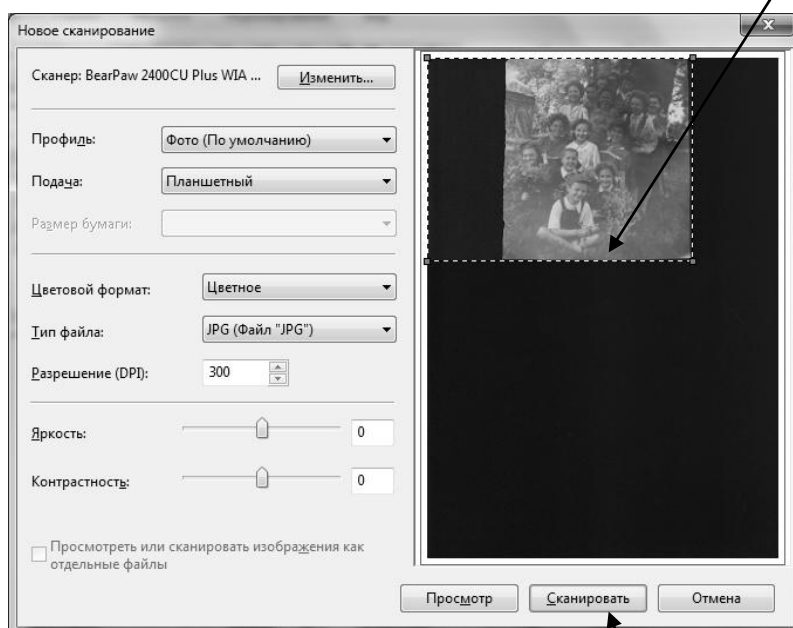 Новое сканирование
Сканер: BearPaw 2400CU Plus WIA ...
Изменить...
Профиль:
Фото (По умолчанию)
Подача:
Планшетный
Размер бумаги:
Цветовой формат:
Цветное
Тип файла:
JPG (Файл "JPG")
Разрешение (DPI):
300
Яркость:
0
Контрастность:
0
Просмотреть или сканировать изображения как
отдельные файлы
Просмотр
Сканировать
Отмена